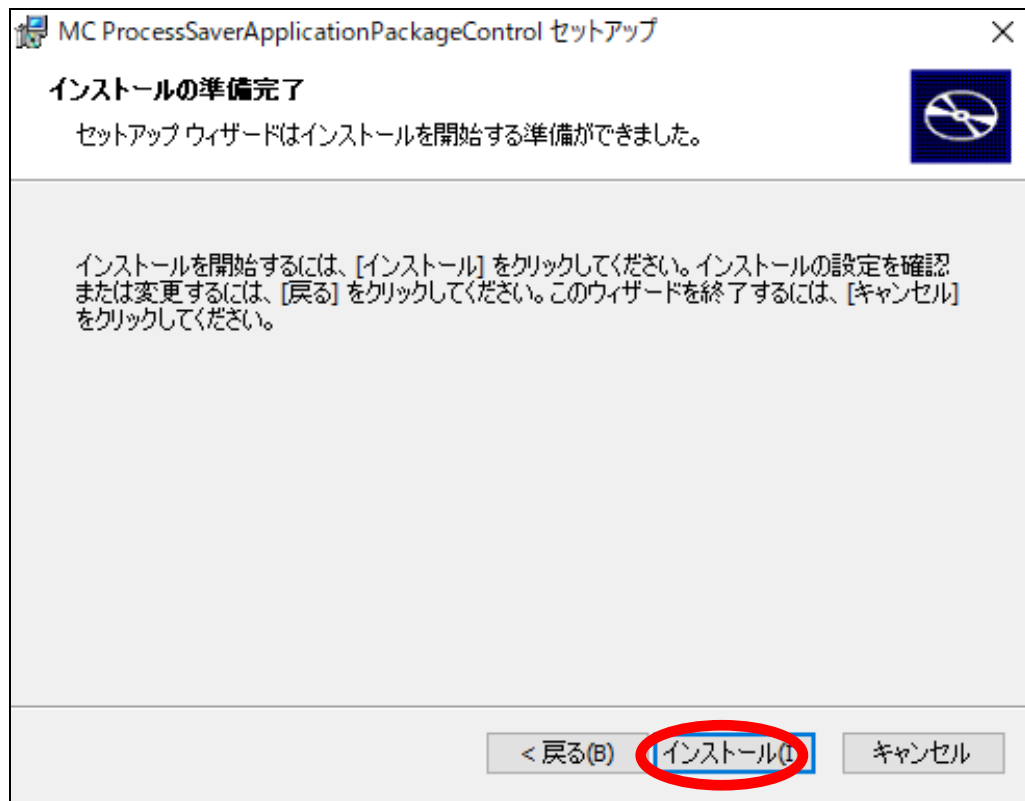 MC ProcessSaverApplicationPackageControl セットアップ
インストールの準備完了
セットアップ ウィザードはインストールを開始する準備ができました。
インストールを開始するには、[インストール] をクリックしてください。インストールの設定を確認
または変更するには、[戻る] をクリックしてください。このウィザードを終了するには、[キャンセル]
をクリックしてください。
< 戻る(B)
インストール(I
キャンセル